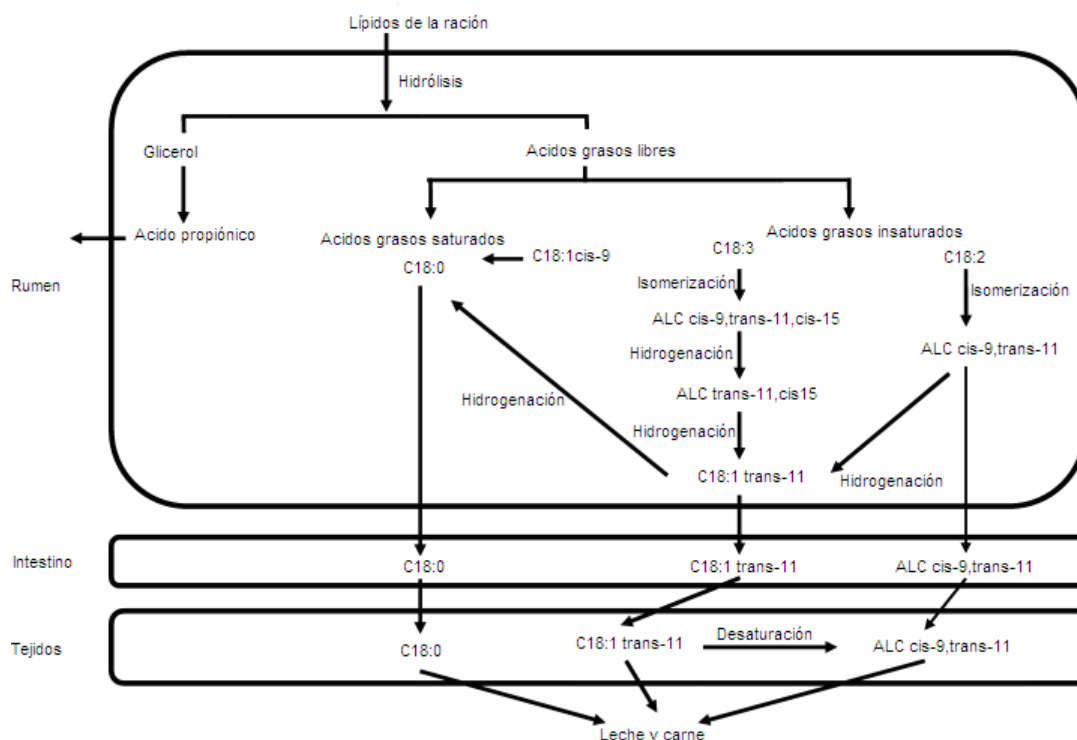 Lípidos de la ración
Hidrólisis
Glicerol
Acidos grasos libres
Acido propiónico
Acidos grasos saturados
Acidos grasos insaturados
C18:1cis-9
C18:3
C18:2
C18:0
Rumen
Isomerización
Isomerización
ALC cis-9,trans-11,cis-15
Hidrogenación
ALC cis-9,trans-11
ALC trans-11,cis15
Hidrogenación
Hidrogenación
C18:1 trans-11
Hidrogenación
Intestino
C18:0
C18:1 trans-11
ALC cis-9,trans-11
Tejidos
C18:0
C18:1 trans-11
Desaturación
ALC cis-9,trans-11
Leche y carne